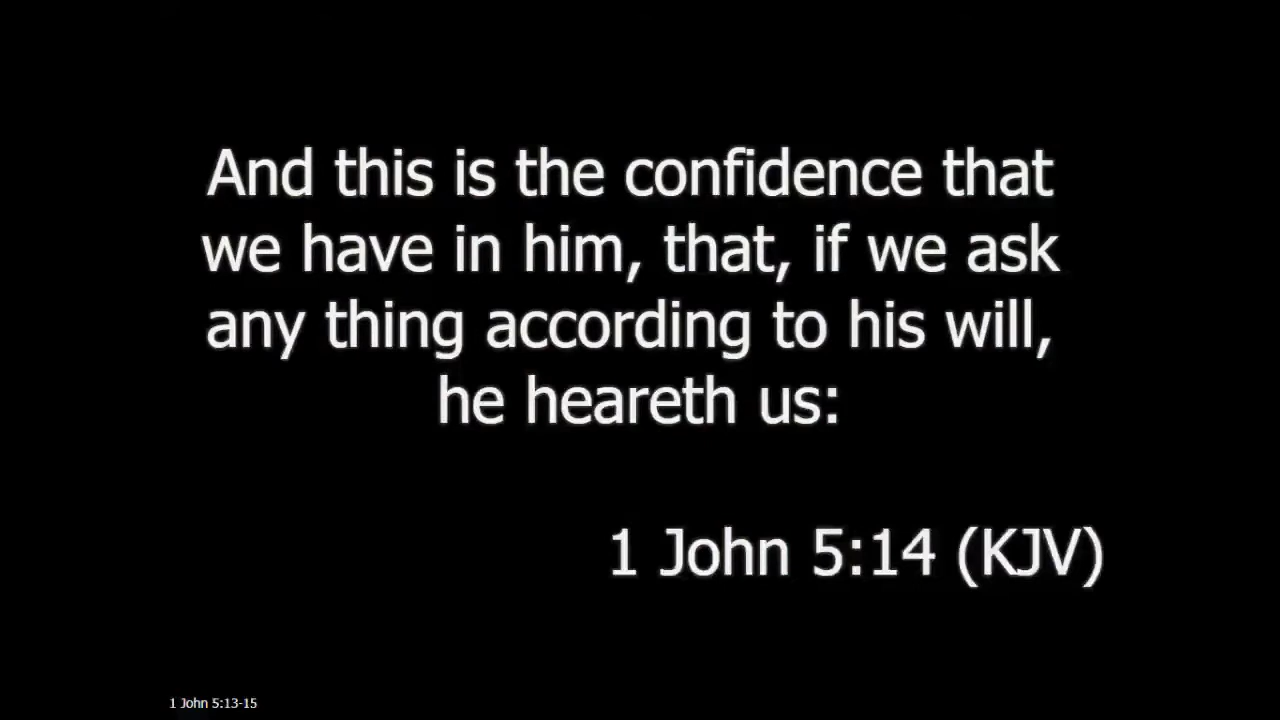 And this is the confidence that
we have in him, that, if we ask
any thing according to his will,
he heareth us:
1 John 5:14 (KJV)
1 John 5:13-15